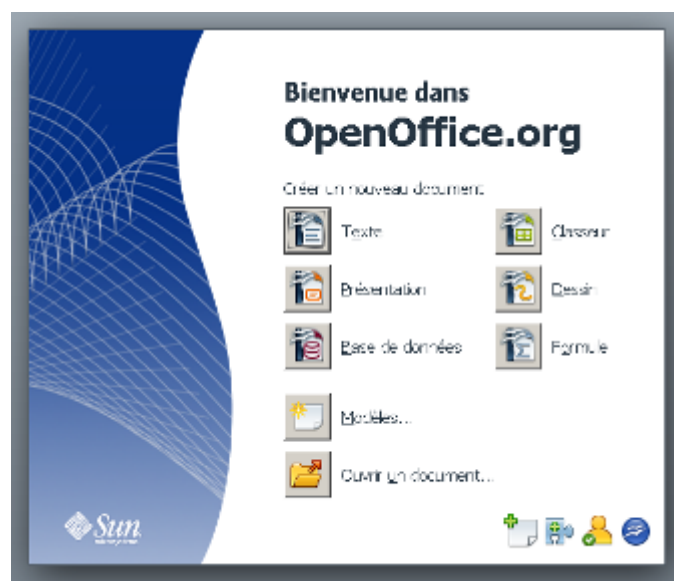 Bienvenue dans
OpenOffice.org
Créer un nouveau document
Texte
Classeur
Présentation
Dessin
Base de données
Formule
Modèles...
Ouvrir un document...
Sun
microsystems